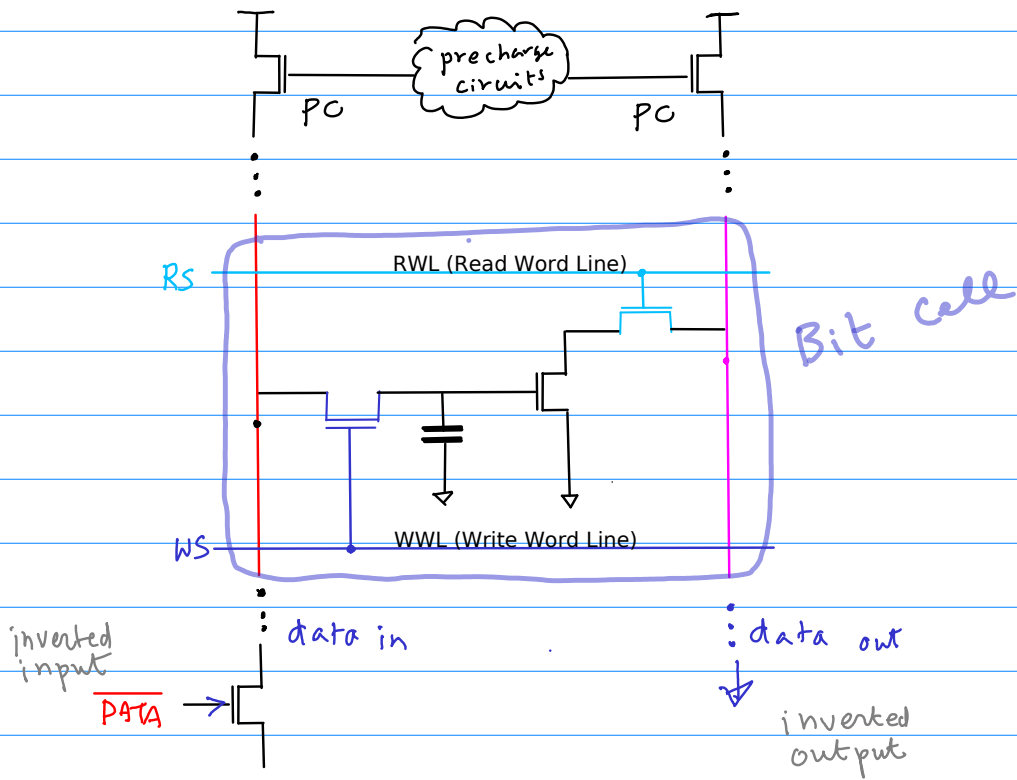 precharge
circuits
PC
PC
RWL (Read Word Line)
RS
Bit Cell
WWL (Write Word Line)
WS
data in
data out
inverted
input
DATA
inverted
output